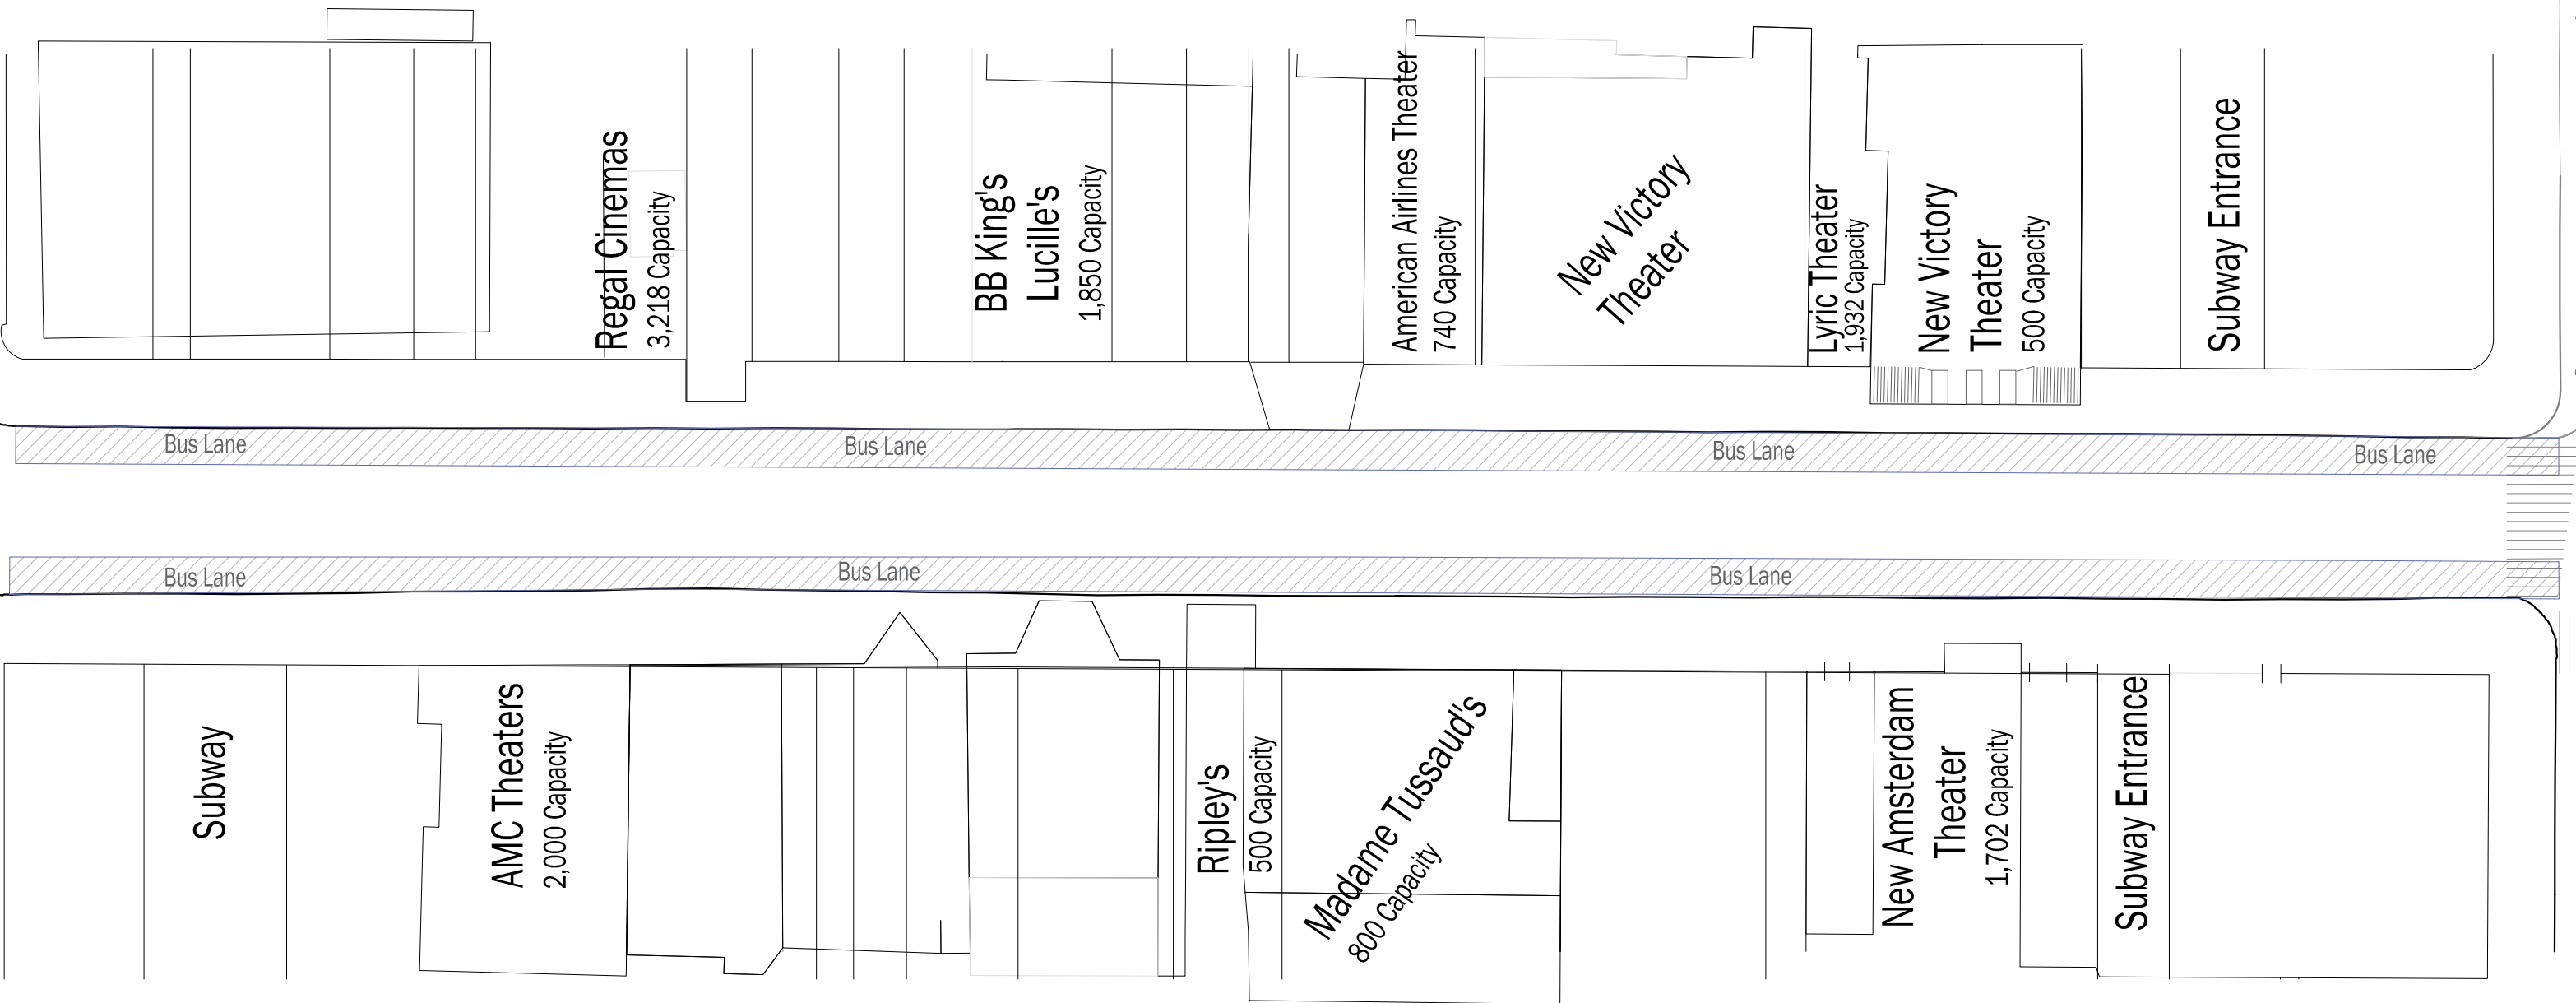 Regal Cinemas
3,218 Capacity
BB King's
Lucille's
1,850 Capacity
American Airlines Theater
740 Capacity
New Victory
Theater
Lyric Theater
1,932 Capacity
New Victory
Theater
500 Capacity
Subway Entrance
Bus Lane
Bus Lane
Bus Lane
Bus Lane
Bus Lane
Bus Lane
Bus Lane
Subway
AMC Theaters
2,000 Capacity
Ripley's
500 Capacity
Madame Tussaud's
800 Capacity
New Amsterdam
Theater
1,702 Capacity
Subway Entrance